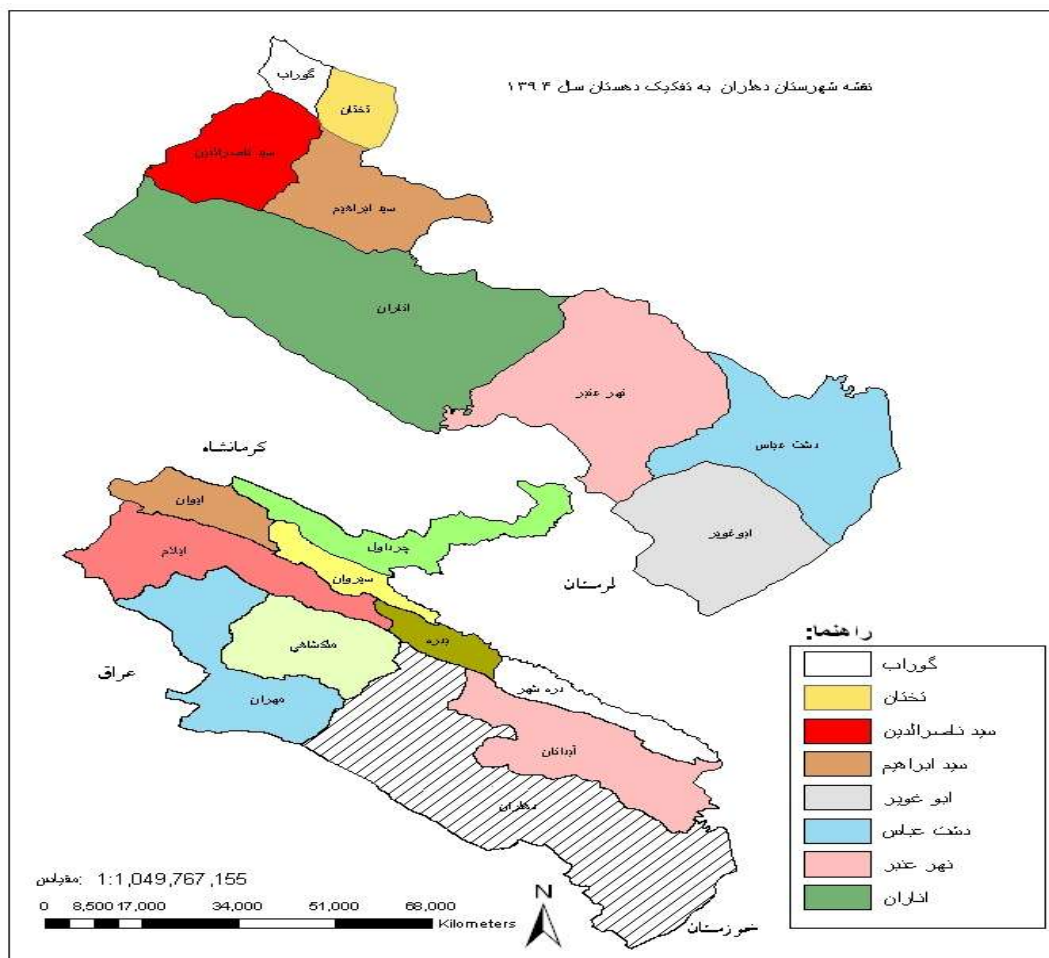 نقشه شهرستان دهلران به تفکیک دهستان سال ۱۳۹۴
گوراب
نخنان
سید ناصرالدین
سید ابراهیم
اناران
نهر عنبر
دشت عباس
ابوغویر
کرمانشاه
ایوان
چرداول
ایلام
سیروان
لرستان
بدره
ملکشاهی
عراق
مهران
دره شهر
آبدانان
دهلران
خوزستان
راهنما:
گوراب
نخنان
سید ناصرالدین
سید ابراهیم
ابو غویر
دشت عباس
نهر عنبر
اناران
مقیاس: 1:1,049,767,155
0 8,500 17,000 34,000 51,000 68,000
Kilometers
N